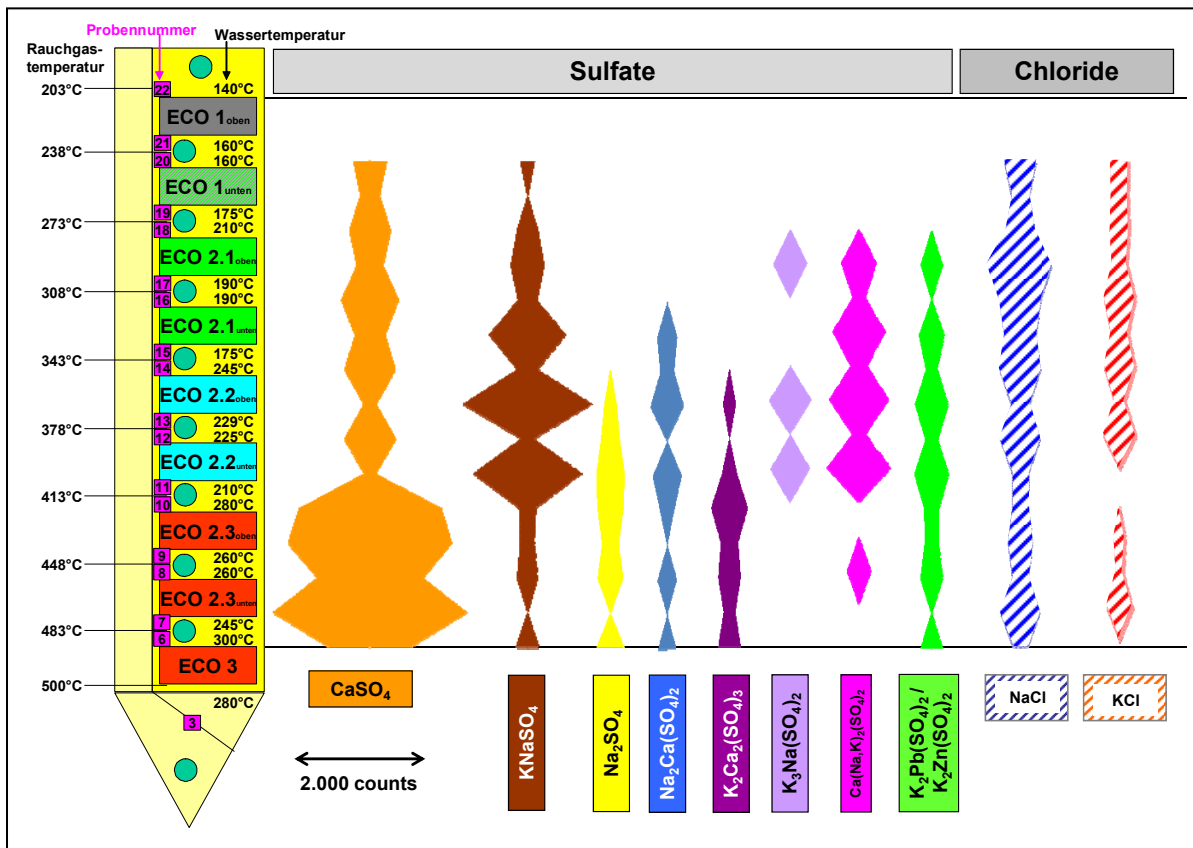 Probennummer
Wassertemperatur
Rauchgas-
temperatur
Sulfate
Chloride
203°C
22
140°C
ECO 1oben
21
160°C
238°C
20
160°C
ECO 1unten
19
175°C
273°C
18
210°C
ECO 2.1oben
17
190°C
308°C
16
190°C
ECO 2.1unten
15
175°C
343°C
14
245°C
ECO 2.2oben
13
229°C
378°C
12
225°C
ECO 2.2unten
11
210°C
413°C
10
280°C
ECO 2.3oben
9
260°C
448°C
8
260°C
ECO 2.3unten
7
245°C
483°C
6
300°C
ECO 3
500°C
280°C
3
CaSO4
KNaSO4
Na2SO4
Na2Ca(SO4)2
K2Ca2(SO4)3
K3Na(SO4)2
Ca(Na,K)2(SO4)2
K2Pb(SO4)2 /
K2Zn(SO4)2
NaCl
KCl
2.000 counts